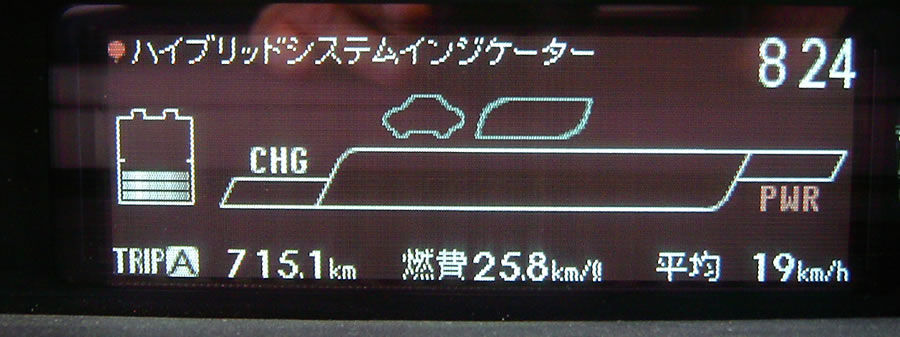 ハイブリッドシステムインジケーター 8 24
CHG
PWR
TRIP A 715.1km 燃費25.8km/ℓ 平均 19km/h